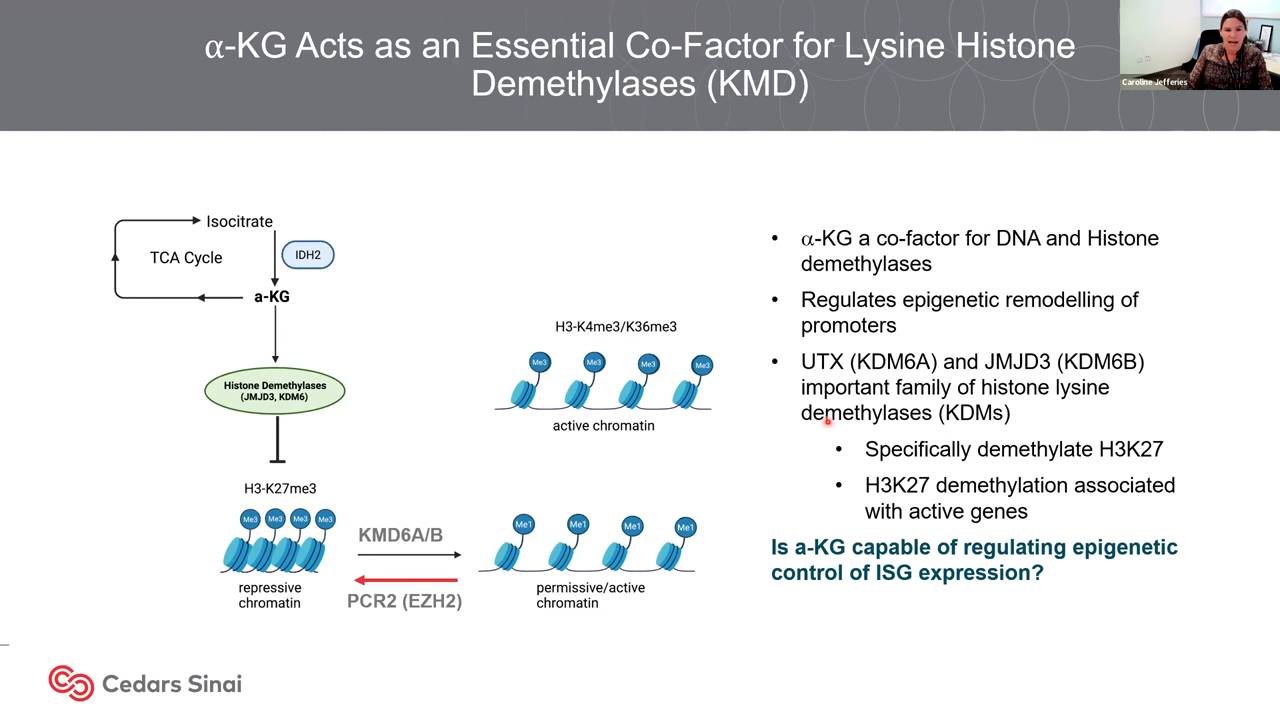 α-KG Acts as an Essential Co-Factor for Lysine Histone
Demethylases (KMD)
Caroline Jefferies
Isocitrate
TCA Cycle
IDH2
a-KG
Histone Demethylases
(JMJD3, KDM6)
H3-K27me3
Me3 Me3 Me3 Me3
repressive
chromatin
KMD6A/B
PCR2 (EZH2)
H3-K4me3/K36me3
Me3 Me3 Me3 Me3
active chromatin
Me1 Me1 Me1 Me1
permissive/active
chromatin
• α-KG a co-factor for DNA and Histone
demethylases
• Regulates epigenetic remodelling of
promoters
• UTX (KDM6A) and JMJD3 (KDM6B)
important family of histone lysine
demethylases (KDMs)
• Specifically demethylate H3K27
• H3K27 demethylation associated
with active genes
Is a-KG capable of regulating epigenetic
control of ISG expression?
Cedars Sinai